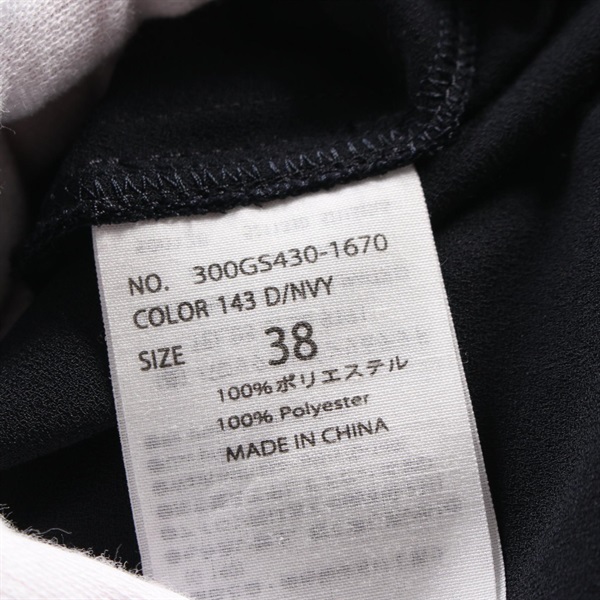 NO. 300GS430-1670
COLOR 143 D/NVY
SIZE 38
100%ポリエステル
100% Polyester
MADE IN CHINA